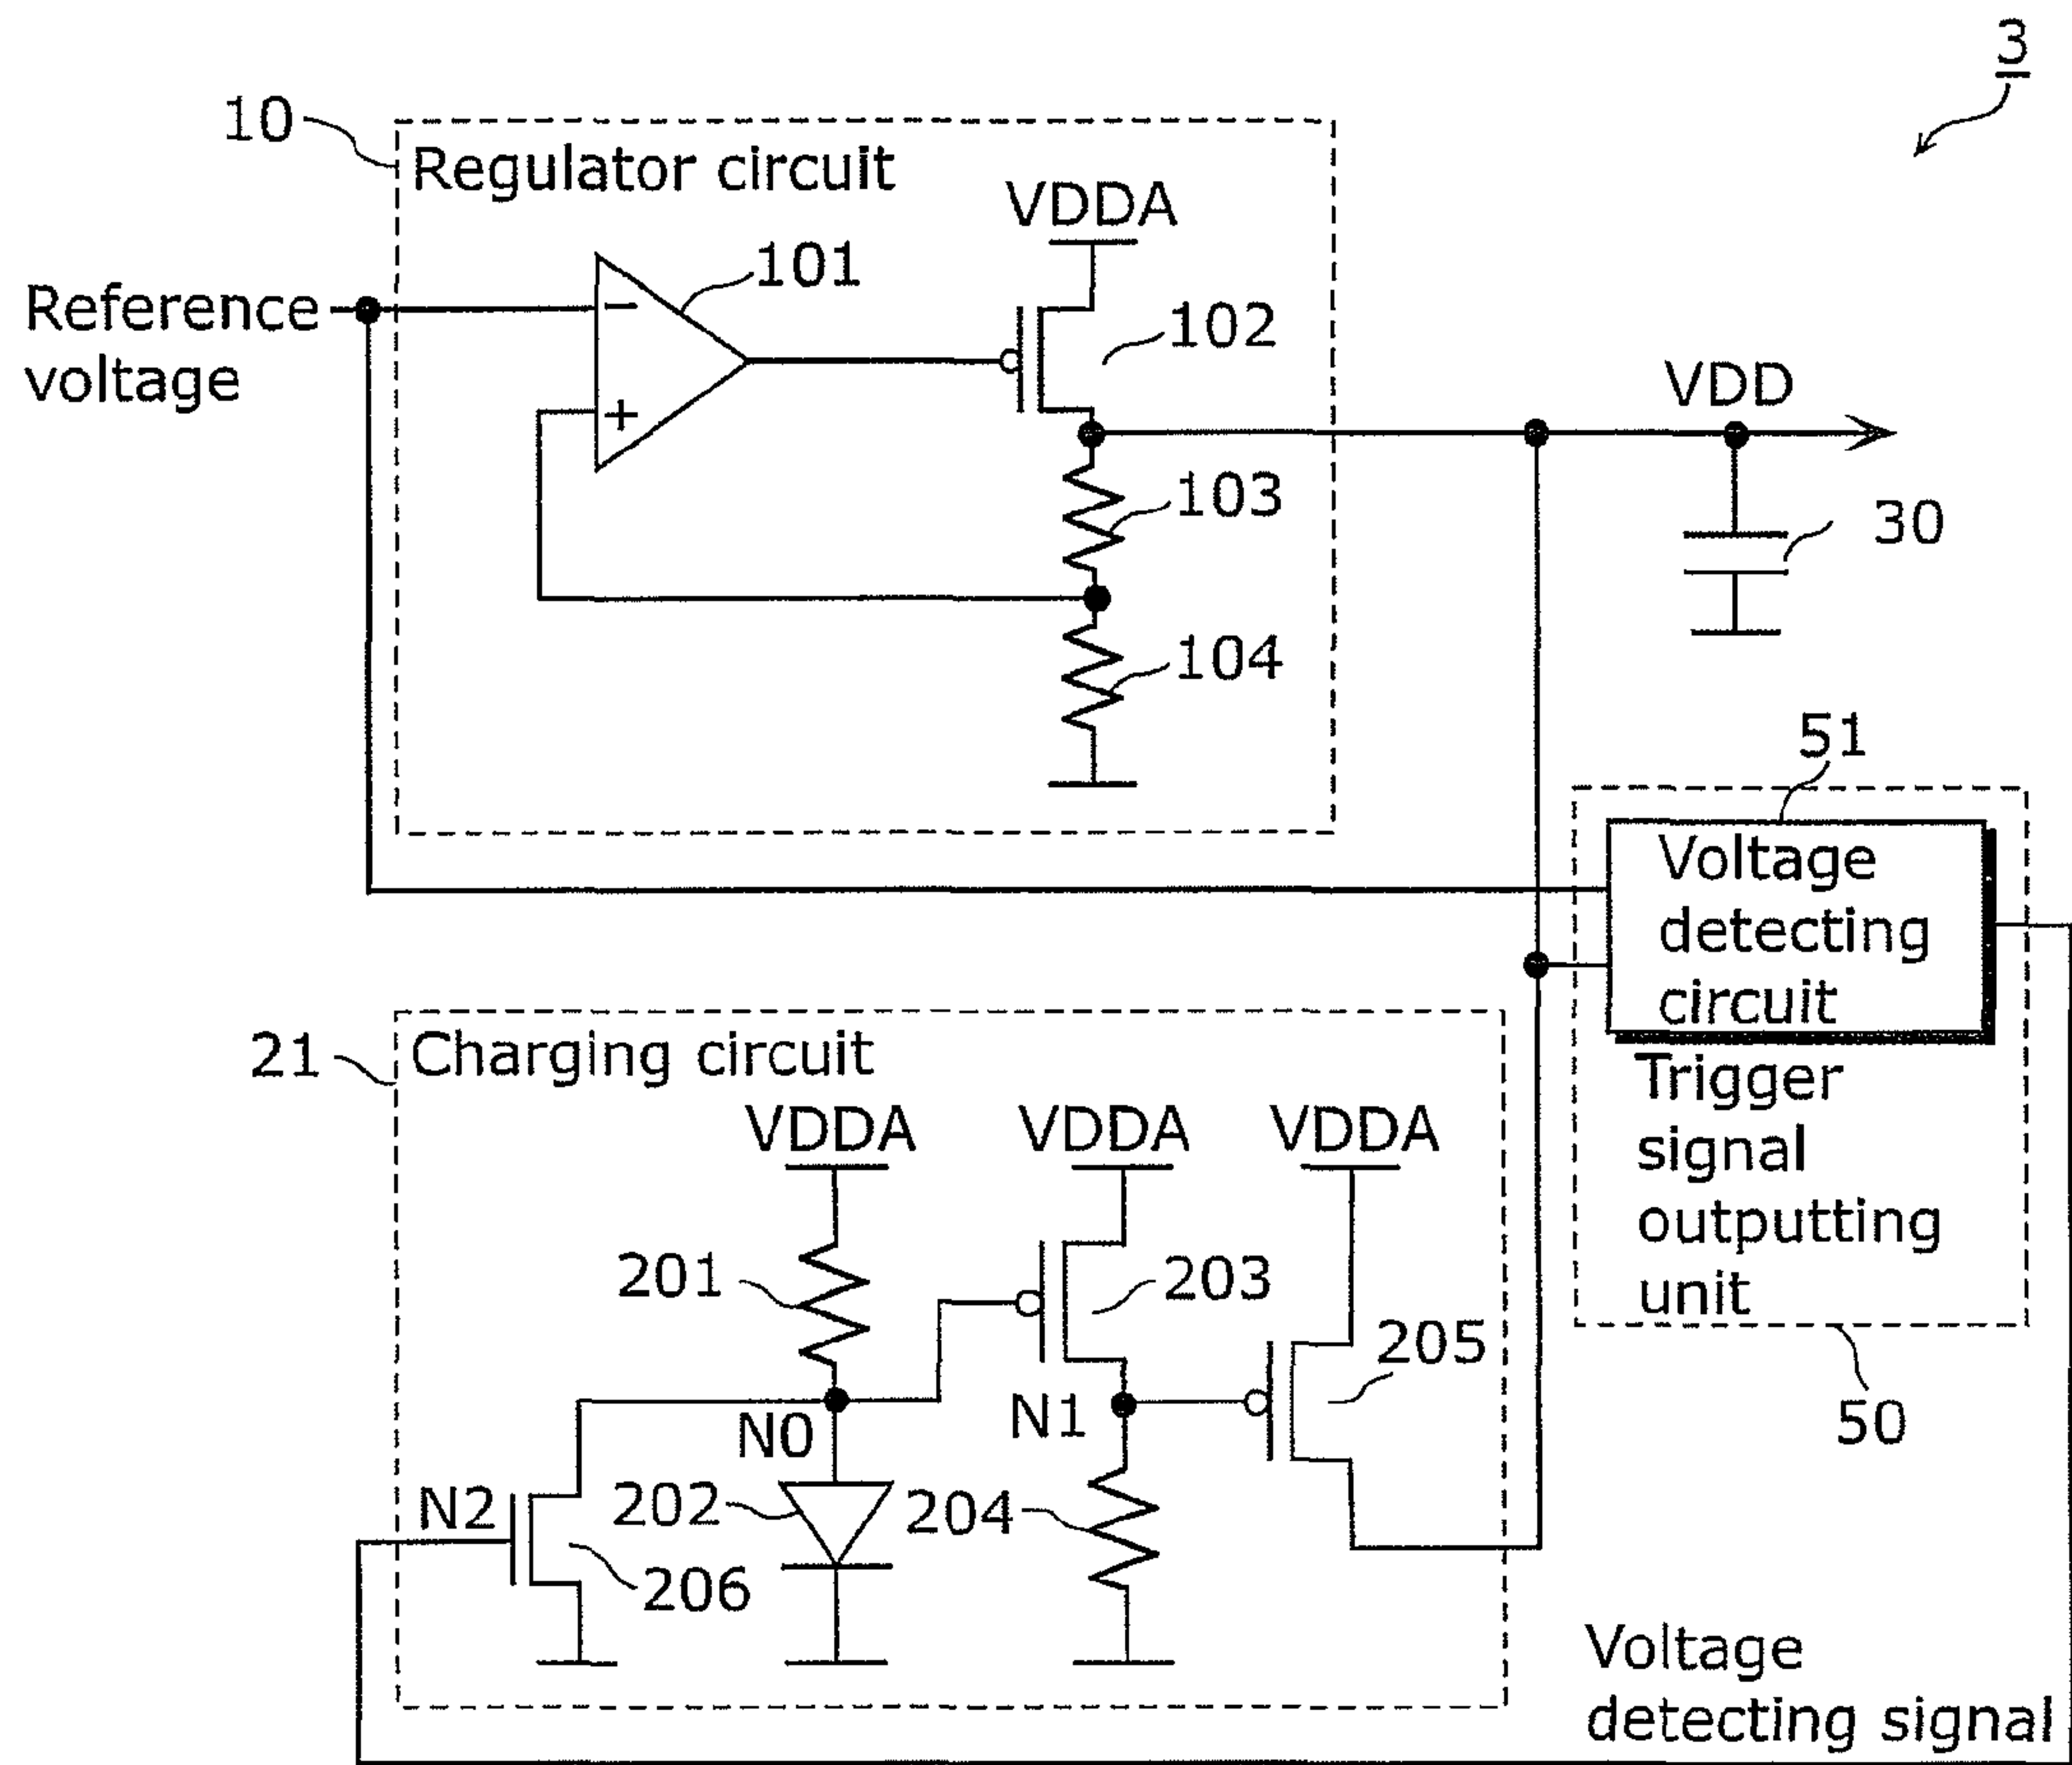 3
10
Regulator circuit
VDDA
101
Reference
voltage
−
+
102
VDD
103
30
104
51
Voltage
detecting
circuit
Trigger
signal
outputting
unit
50
21
Charging circuit
VDDA
VDDA
VDDA
201
203
205
N0
N1
N2
202
204
206
Voltage
detecting signal